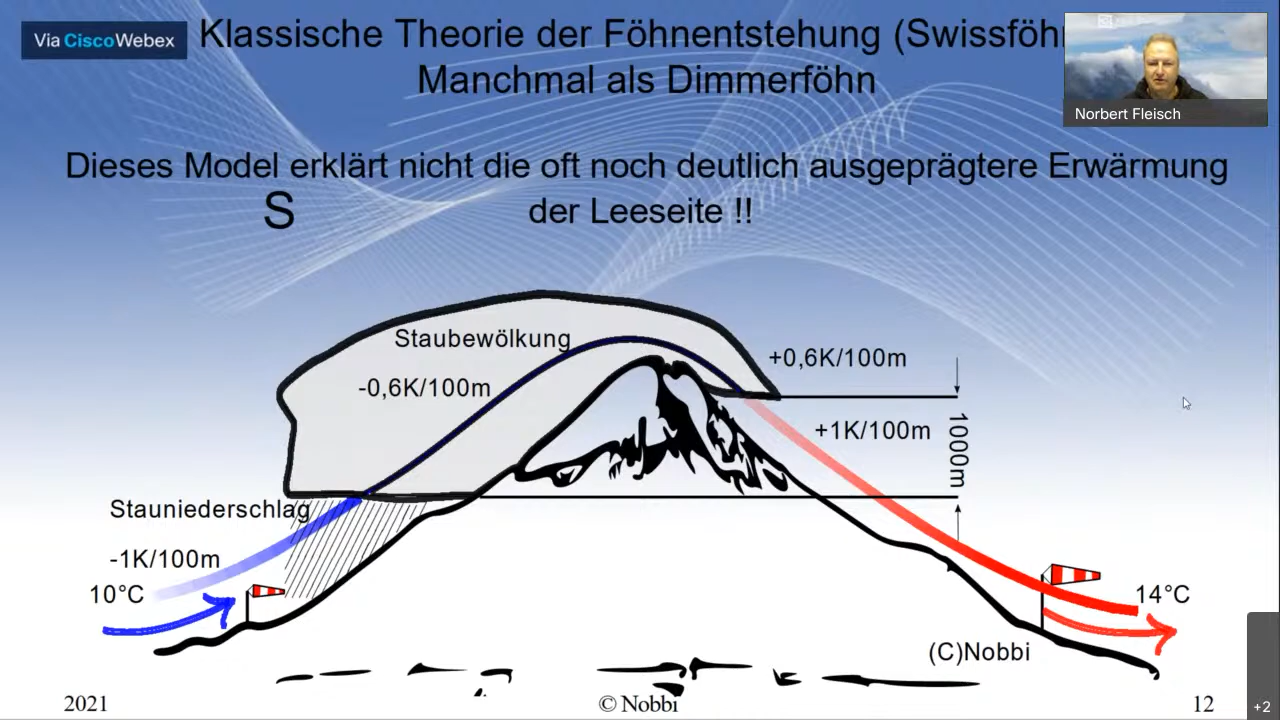 Via CiscoWebex
Klassische Theorie der Föhnentstehung (Swissföhn
Manchmal als Dimmerföhn
Norbert Fleisch
Dieses Model erklärt nicht die oft noch deutlich ausgeprägtere Erwärmung
S
der Leeseite !!
Staubewölkung
-0,6K/100m
+0,6K/100m
+1K/100m
1000m
Stauniederschlag
-1K/100m
10°C
14°C
(C)Nobbi
2021
© Nobbi
12
+2